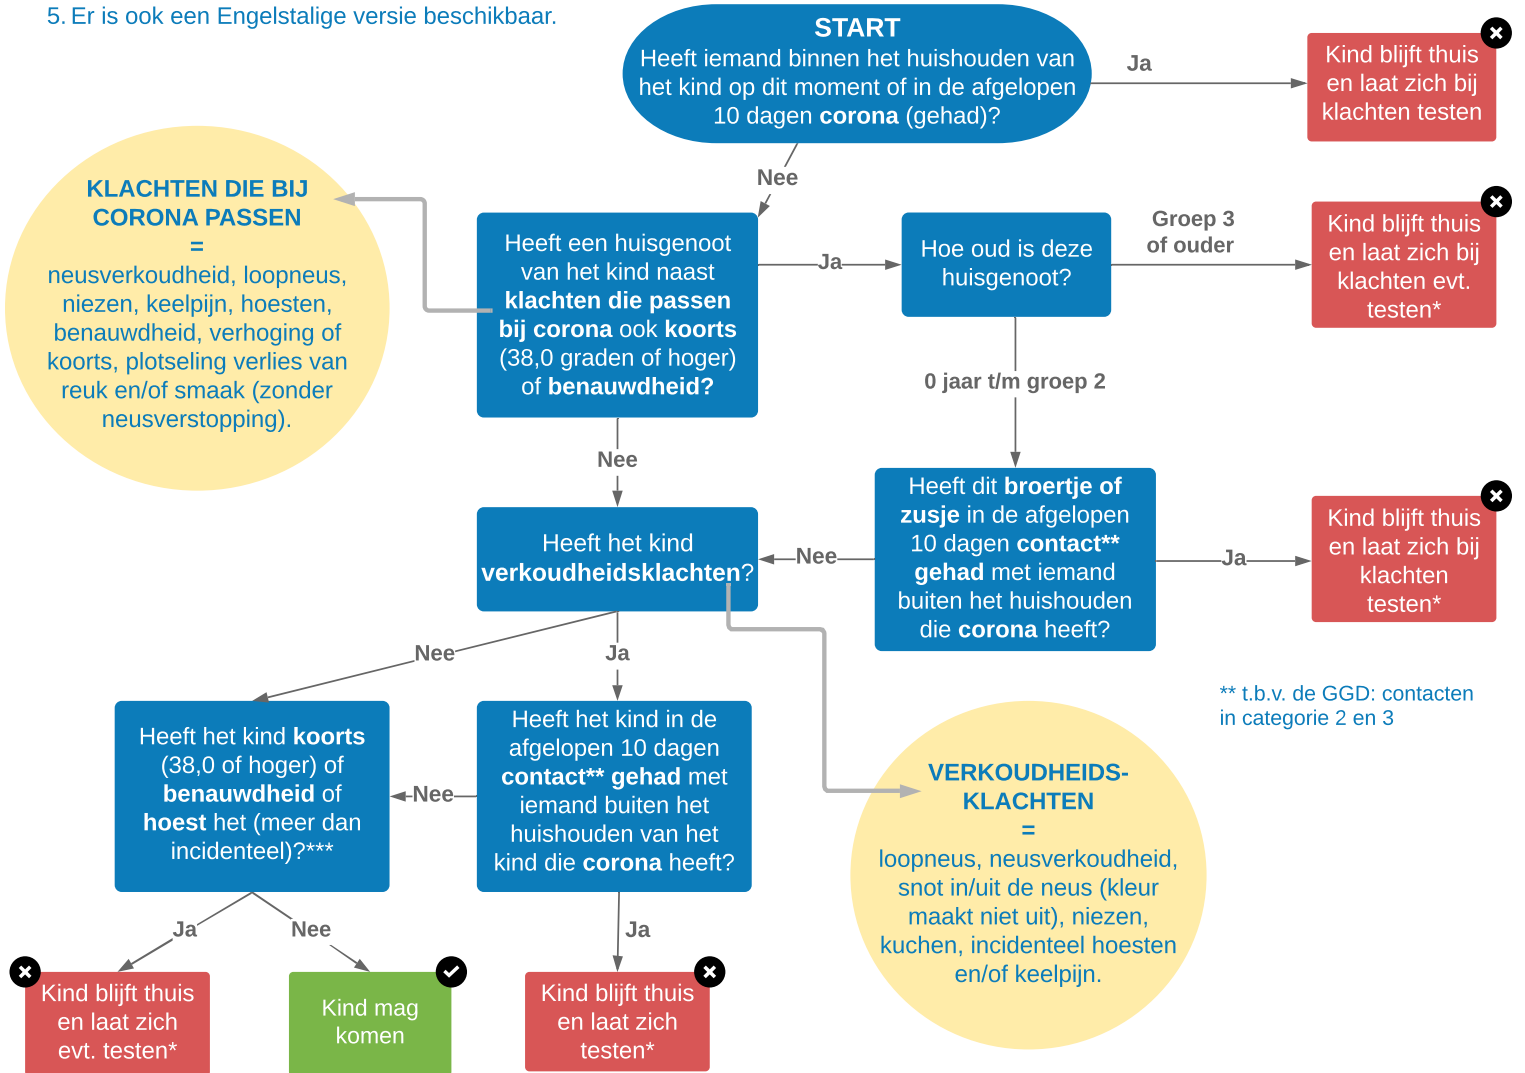 5. Er is ook een Engelstalige versie beschikbaar.
START
Heeft iemand binnen het huishouden van
het kind op dit moment of in de afgelopen
10 dagen corona (gehad)?
Ja
Kind blijft thuis
en laat zich bij
klachten testen
Nee
KLACHTEN DIE BIJ
CORONA PASSEN
=
neusverkoudheid, loopneus,
niezen, keelpijn, hoesten,
benauwdheid, verhoging of
koorts, plotseling verlies van
reuk en/of smaak (zonder
neusverstopping).
Heeft een huisgenoot
van het kind naast
klachten die passen
bij corona ook koorts
(38,0 graden of hoger)
of benauwdheid?
Ja
Hoe oud is deze
huisgenoot?
Groep 3
of ouder
Kind blijft thuis
en laat zich bij
klachten evt.
testen*
0 jaar t/m groep 2
Nee
Heeft dit broertje of
zusje in de afgelopen
10 dagen contact**
gehad met iemand
buiten het huishouden
die corona heeft?
Ja
Kind blijft thuis
en laat zich bij
klachten
testen*
Nee
Heeft het kind
verkoudheidsklachten?
** t.b.v. de GGD: contacten
in categorie 2 en 3
Nee
Ja
Heeft het kind koorts
(38,0 of hoger) of
benauwdheid of
hoest het (meer dan
incidenteel)?***
Nee
Heeft het kind in de
afgelopen 10 dagen
contact** gehad met
iemand buiten het
huishouden van het
kind die corona heeft?
VERKOUDHEIDS-
KLACHTEN
=
loopneus, neusverkoudheid,
snot in/uit de neus (kleur
maakt niet uit), niezen,
kuchen, incidenteel hoesten
en/of keelpijn.
Ja
Nee
Ja
Kind blijft thuis
en laat zich
evt. testen*
Kind mag
komen
Kind blijft thuis
en laat zich
testen*